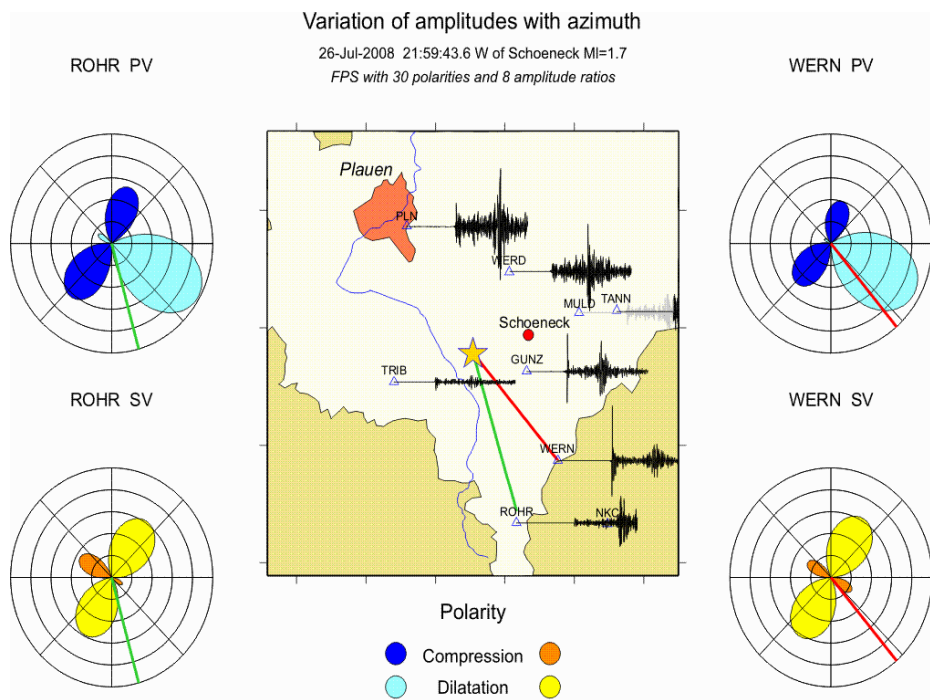 Variation of amplitudes with azimuth
26-Jul-2008 21:59:43.6 W of Schoeneck Ml=1.7
FPS with 30 polarities and 8 amplitude ratios
ROHR PV
WERN PV
Plauen
PLN
WERD
MULD
TANN
Schoeneck
GUNZ
TRIB
ROHR SV
WERN SV
WERN
ROHR
NKC
Polarity
Compression
Dilatation